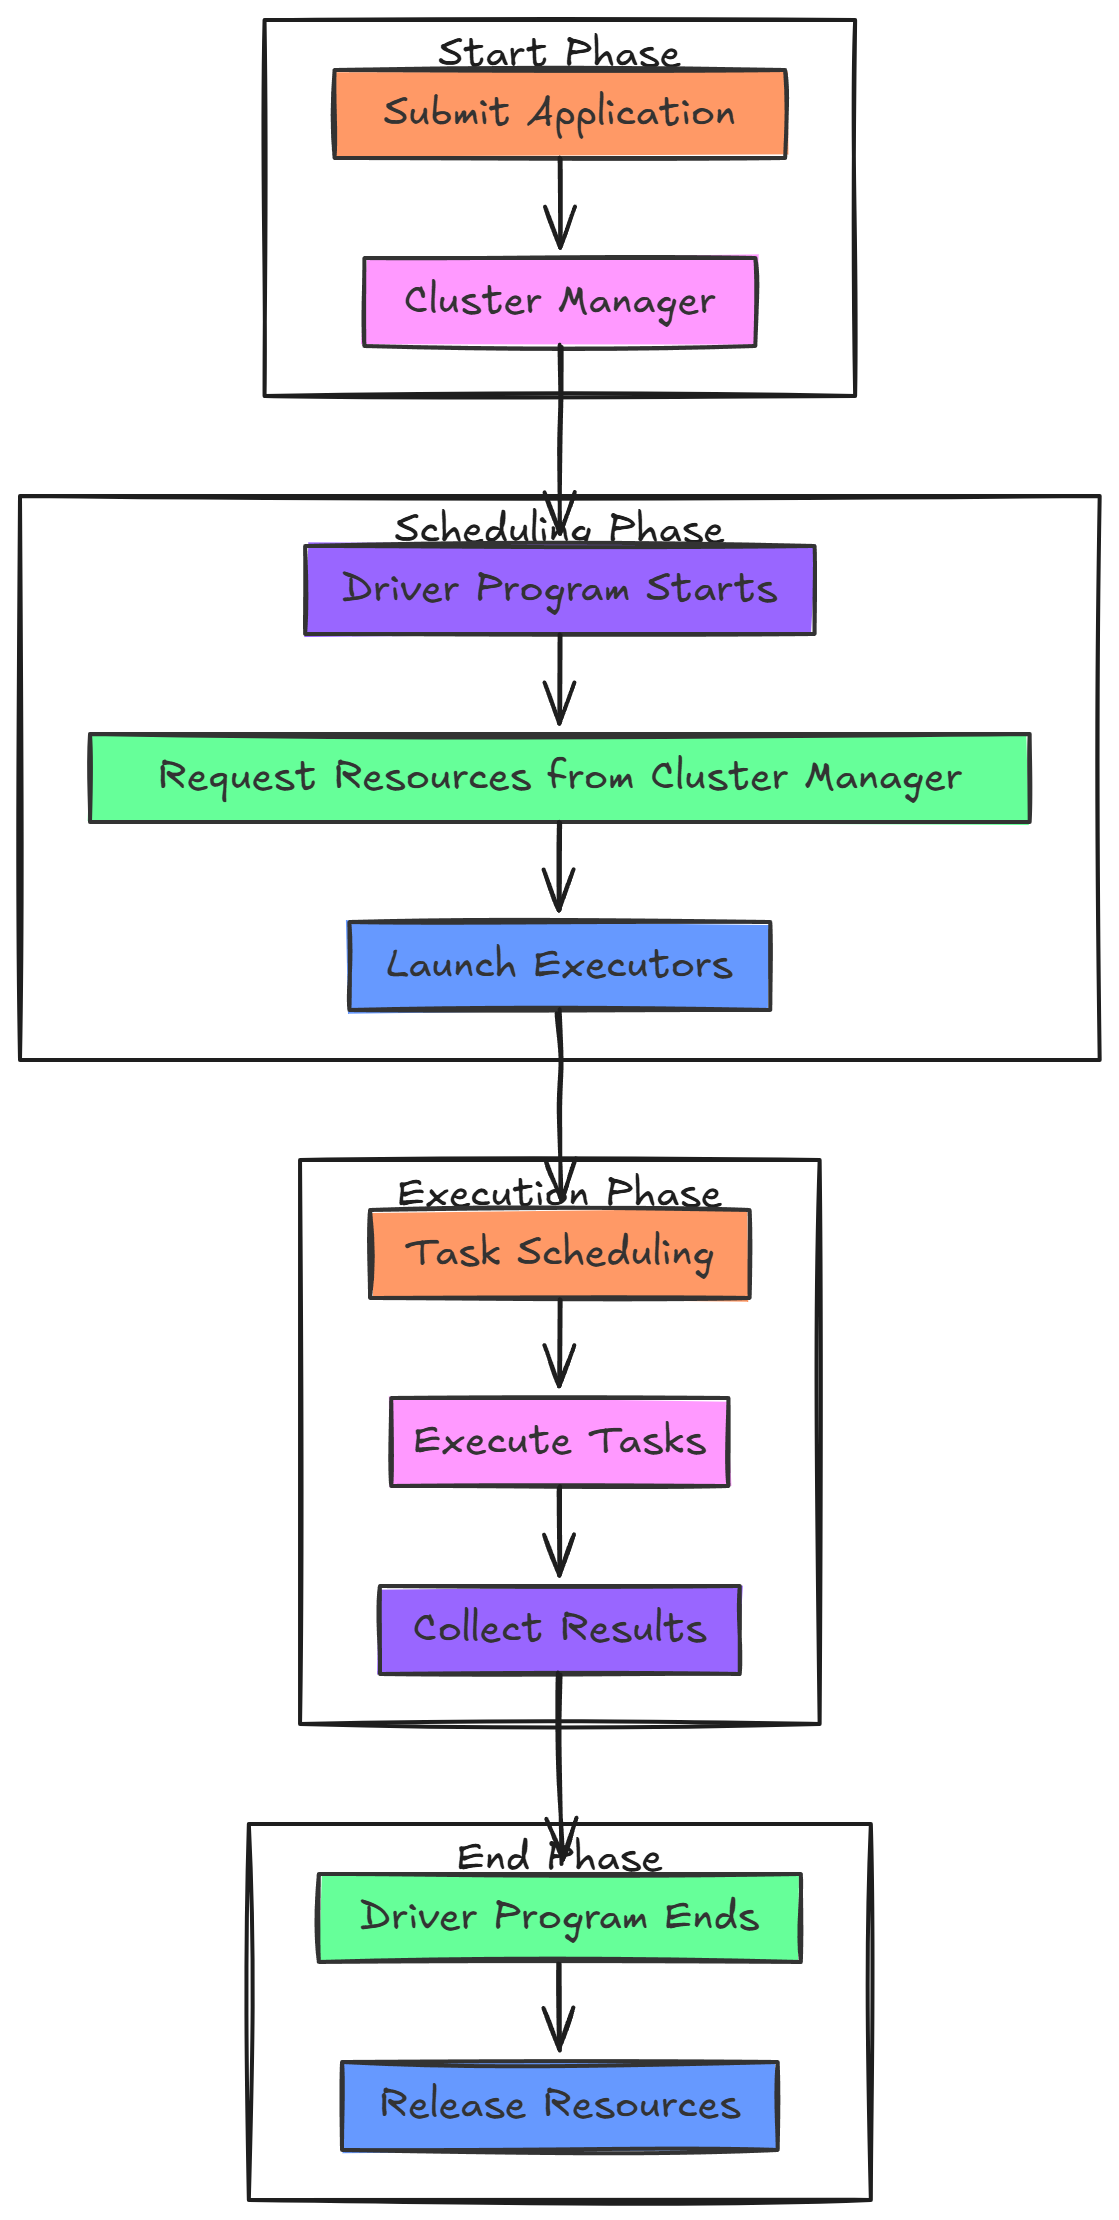 Start Phase
Submit Application
Cluster Manager
Scheduling Phase
Driver Program Starts
Request Resources from Cluster Manager
Launch Executors
Execution Phase
Task Scheduling
Execute Tasks
Collect Results
End Phase
Driver Program Ends
Release Resources